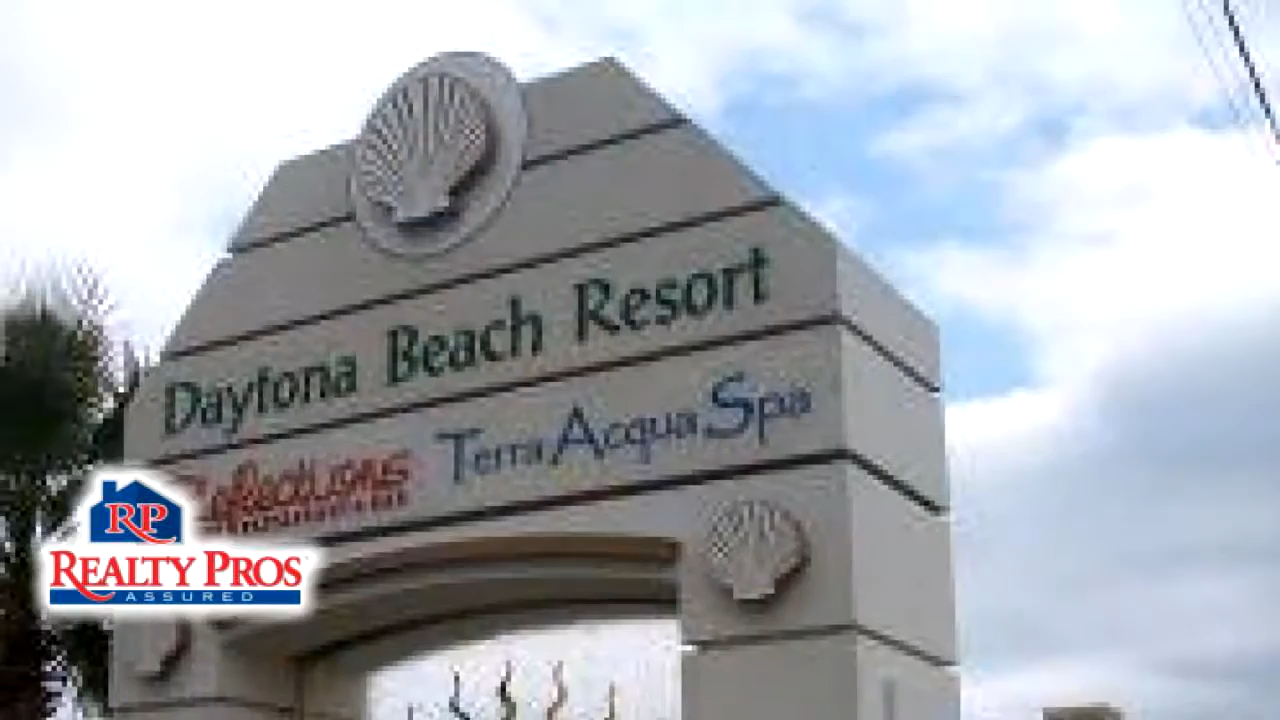 Daytona Beach Resort
Reflections Terra Acqua Spa
RP
REALTY PROS
ASSURED